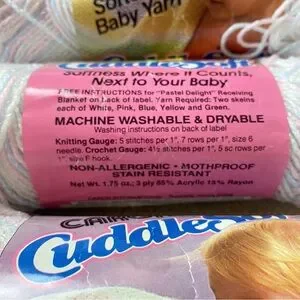 Soft
Baby Yarn
CuddleSoft
Softness Where It Counts,
Next to Your Baby
FREE INSTRUCTIONS for "Pastel Delight" Receiving
Blanket on back of label. Yarn Required: Two skeins
each of White, Pink, Blue, Yellow and Green.
MACHINE WASHABLE & DRYABLE
Washing instructions on back of label
Knitting Gauge: 5 stitches per 1", 7 rows per 1", size 6
needle. Crochet Gauge: 4½ stitches per 1", 5 sc rows per
1", size F hook.
NON-ALLERGENIC • MOTHPROOF
STAIN RESISTANT
Net Wt. 1.75 oz., 3 ply 85% Acrylic 15% Rayon
CuddleSoft